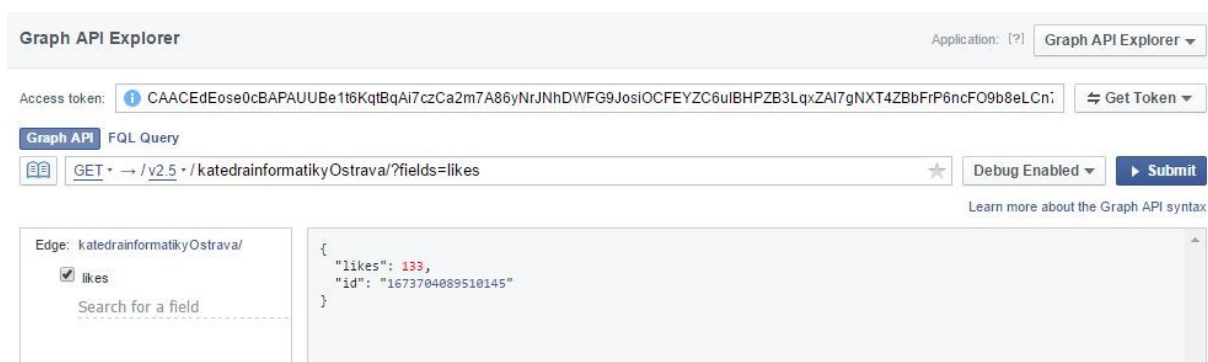 Graph API Explorer
Application: [?] Graph API Explorer
Access token: CAACEdEose0cBAPAUUBe1t6KqtBqAi7czCa2m7A86yNrJNhDWFG9JosiOCFEYZC6uIBHPZB3LqxZAI7gNXT4ZBbFrP6ncFO9b8eLCn7 Get Token
Graph API FQL Query
GET → / v2.5 / katedrainformatikyOstrava/?fields=likes Debug Enabled Submit
Learn more about the Graph API syntax
Edge: katedrainformatikyOstrava/
likes
Search for a field
{
"likes": 133,
"id": "1673704089510145"
}